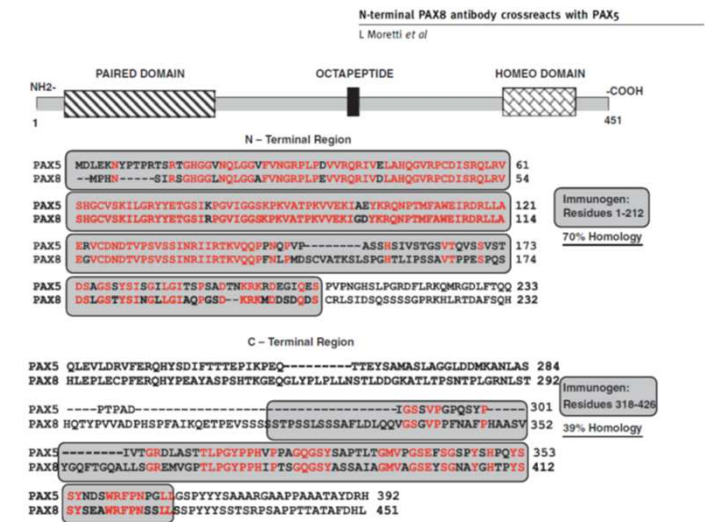 N-terminal PAX8 antibody crossreacts with PAX5
L Moretti et al
PAIRED DOMAIN OCTAPEPTIDE HOMEO DOMAIN
NH2- -COOH
1 451
N – Terminal Region
PAX5 MDLEKNYPTPRTSRTGHGGVNQLGGVFVNGRPLPDVVRQRIVELAHQGVRPCDISRQLRV 61
PAX8 --MPHN-----SIRSGHGGLNQLGGAFVNGRPLPEVVRQRIVDLAHQGVRPCDISRQLRV 54
PAX5 SHGCVSKILGRYYETGSIKPGVIGGSKPKVATPKVVEKIAEYKRQNPTMFAWEIRDRLLA 121
PAX8 SHGCVSKILGRYYETGSIRPGVIGGSKPKVATPKVVEKIGDYKRQNPTMFAWEIRDRLLA 114
Immunogen:
Residues 1-212
70% Homology
PAX5 ERVCDNDTVPSVSSINRIIRTKVQQPPNQPVP---------ASSHSIVSTGSVTQVSSVST 173
PAX8 EGVCDNDTVPSVSSINRIIRTKVQQPFNLPMDSCVATKSLSPGHTLIPSSAVTPPESPQS 174
PAX5 DSAGSSYSISGILGITSPSADTNKRKRDEGIQES PVPNGHSLPGRDFLRKQMRGDLFTQQ 233
PAX8 DSLGSTYSINGLLGIAQPGSD--KRKMDDSDQDS CRLSIDSQSSSSGPRKHLRTDAFSQH 232
C – Terminal Region
PAX5 QLEVLDRVFERQHYSDIFTTTEPIKPEQ---------TTEYSAMASLAGGLDDMKANLAS 284
PAX8 HLEPLECPFERQHYPEAYASPSHTKGEQGLYPLPLLNSTLDDGKATLTPSNTPLGRNLST 292
Immunogen:
Residues 318-426
39% Homology
PAX5 ----PTPAD----------------------------------IGSSVPGPQSYP----- 301
PAX8 HQTYPVVADPHSPFAIKQETPEVSSSSSTPSSLSSSAFLDLQQVGSGVPPFNAFPHAASV 352
PAX5 --------IVTGRDLASTTLPGYPPHVPPAGQGSYSAPTLTGMVPGSEFSGSPYSHPQYS 353
PAX8 YGQFTGQALLSGREMVGPTLPGYPPHIPTSGQGSYASSAIAGMVAGSEYSGNAYGHTPYS 412
PAX5 SYNDSWRFPNPGLLGSPYYYSAAARGAAPPAAATAYDRH 392
PAX8 SYSEAWRFPNSSLLSSPYYYSSTSRPSAPPTTATAFDHL 451